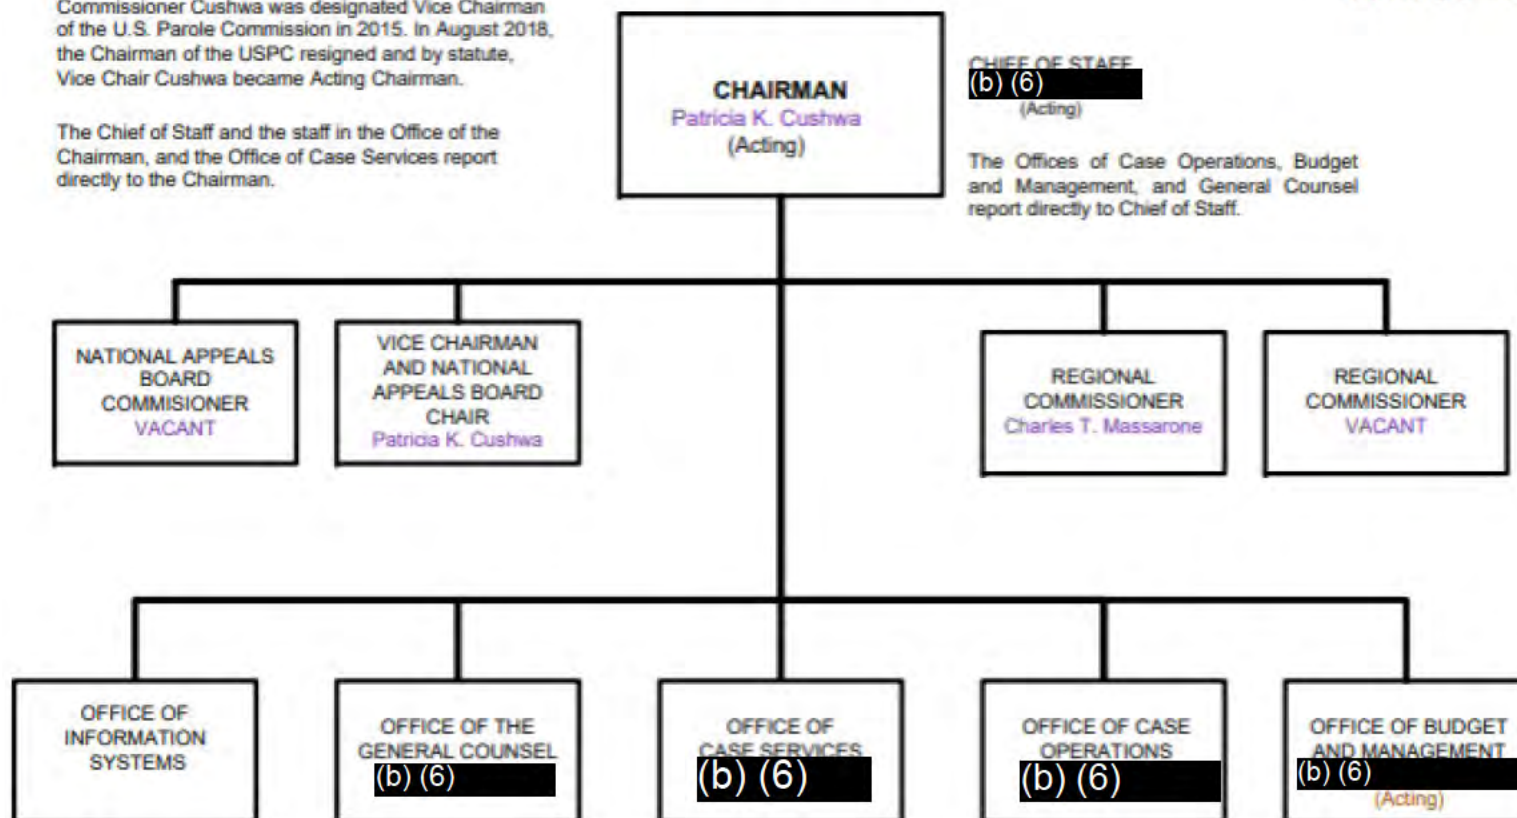 Commissioner Cushwa was designated Vice Chairman
of the U.S. Parole Commission in 2015. In August 2018,
the Chairman of the USPC resigned and by statute,
Vice Chair Cushwa became Acting Chairman.
The Chief of Staff and the staff in the Office of the
Chairman, and the Office of Case Services report
directly to the Chairman.
CHAIRMAN
Patricia K. Cushwa
(Acting)
CHIEF OF STAFF
(b) (6)
(Acting)
The Offices of Case Operations, Budget
and Management, and General Counsel
report directly to Chief of Staff.
NATIONAL APPEALS
BOARD
COMMISIONER
VACANT
VICE CHAIRMAN
AND NATIONAL
APPEALS BOARD
CHAIR
Patricia K. Cushwa
REGIONAL
COMMISSIONER
Charles T. Massarone
REGIONAL
COMMISSIONER
VACANT
OFFICE OF
INFORMATION
SYSTEMS
OFFICE OF THE
GENERAL COUNSEL
(b) (6)
OFFICE OF
CASE SERVICES
(b) (6)
OFFICE OF CASE
OPERATIONS
(b) (6)
OFFICE OF BUDGET
AND MANAGEMENT
(b) (6)
(Acting)